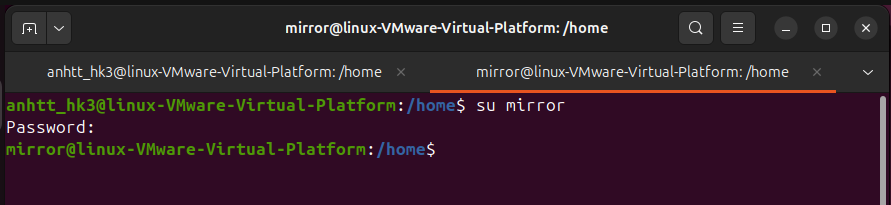 mirror@linux-VMware-Virtual-Platform: /home
anhtt_hk3@linux-VMware-Virtual-Platform: /home
mirror@linux-VMware-Virtual-Platform: /home
anhtt_hk3@linux-VMware-Virtual-Platform:/home$ su mirror
Password:
mirror@linux-VMware-Virtual-Platform:/home$